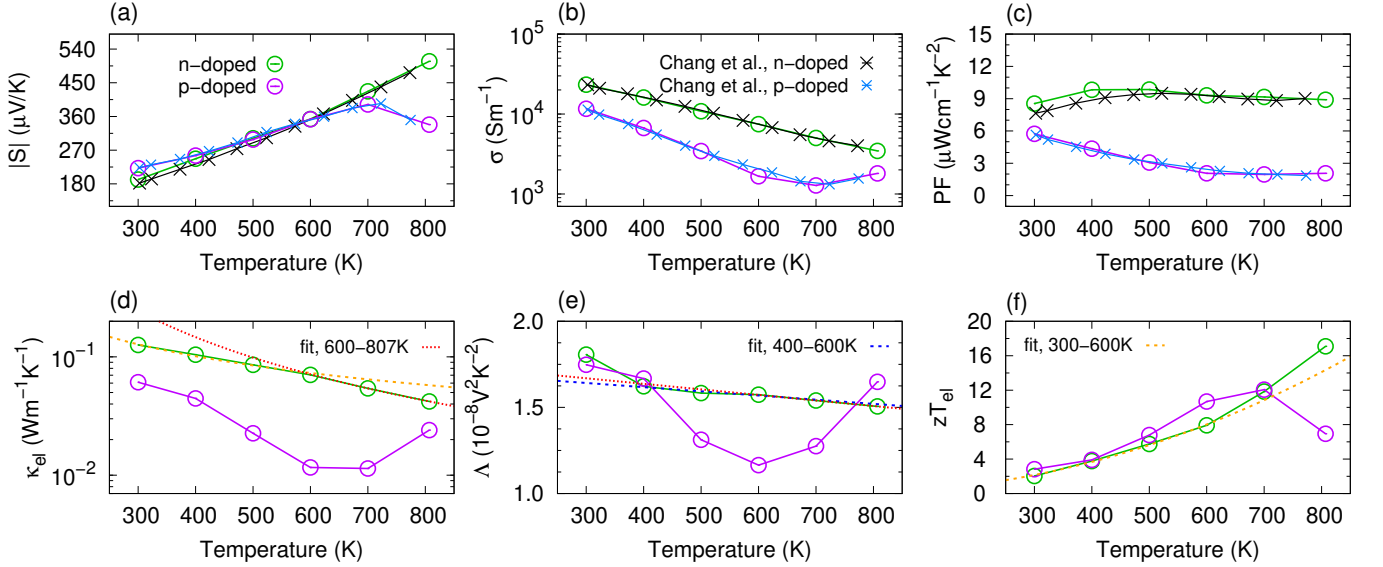 (a)
|S| (μV/K)
540
450
360
270
180
n−doped
p−doped
300 400 500 600 700 800
Temperature (K)
(b)
σ (Sm⁻¹)
10⁵
10⁴
10³
Chang et al., n−doped
Chang et al., p−doped
300 400 500 600 700 800
Temperature (K)
(c)
PF (μWcm⁻¹K⁻²)
15
12
9
6
3
0
300 400 500 600 700 800
Temperature (K)
(d)
κ_el (Wm⁻¹K⁻¹)
10⁻¹
10⁻²
fit, 600−807K
300 400 500 600 700 800
Temperature (K)
(e)
Λ (10⁻⁸V²K⁻²)
2.0
1.5
1.0
fit, 400−600K
300 400 500 600 700 800
Temperature (K)
(f)
zT_el
20
16
12
8
4
0
fit, 300−600K
300 400 500 600 700 800
Temperature (K)